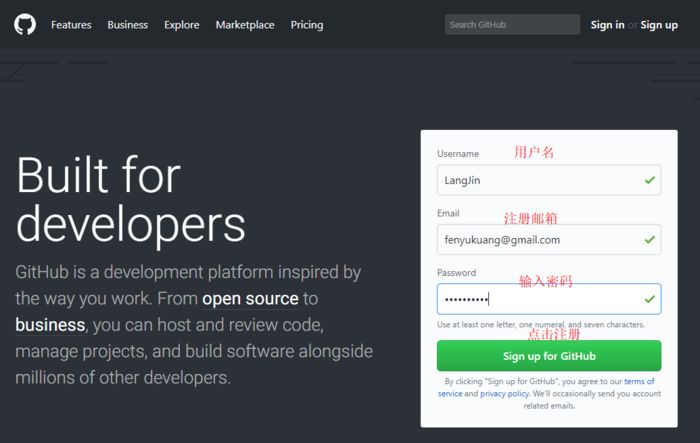 Features Business Explore Marketplace Pricing Search GitHub Sign in or Sign up
Built for
developers
GitHub is a development platform inspired by
the way you work. From open source to
business, you can host and review code,
manage projects, and build software alongside
millions of other developers.
Username 用户名
LangJin
Email 注册邮箱
fenyukuang@gmail.com
Password 输入密码
••••••••••
Use at least one letter, one numeral, and seven characters.
点击注册
Sign up for GitHub
By clicking "Sign up for GitHub", you agree to our terms of
service and privacy policy. We'll occasionally send you account
related emails.